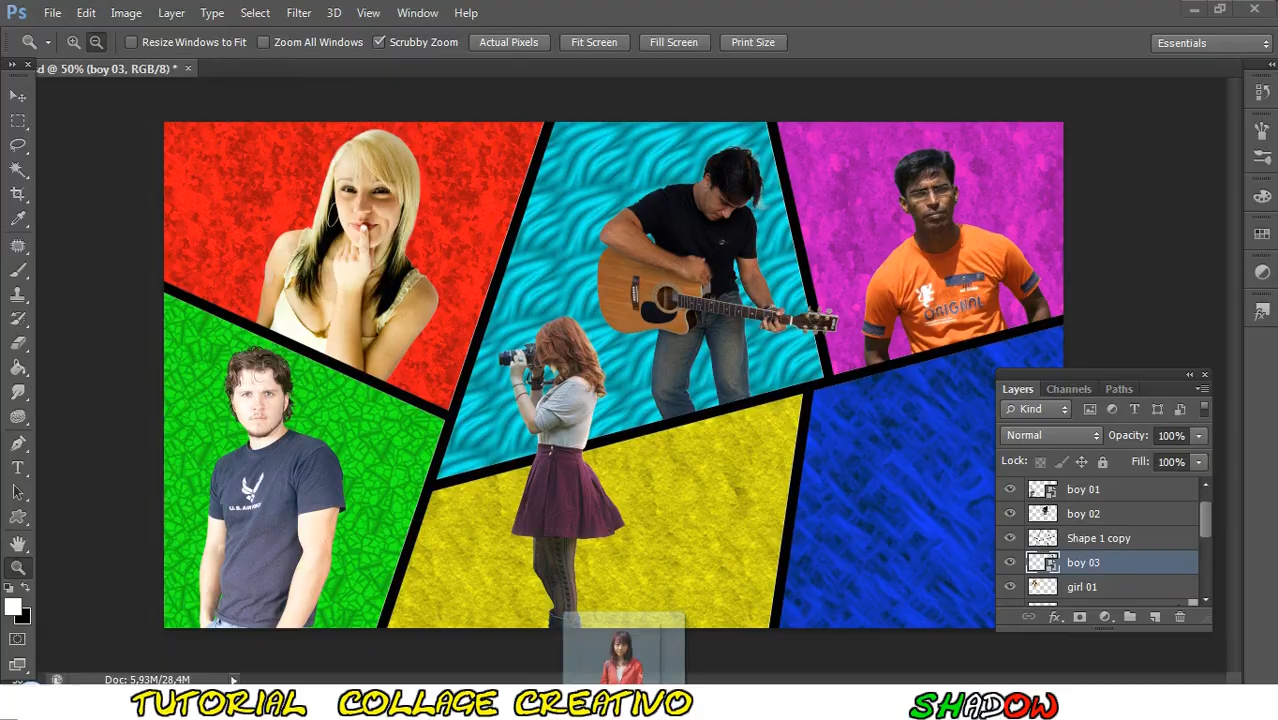 Ps File Edit Image Layer Type Select Filter 3D View Window Help
Resize Windows to Fit Zoom All Windows Scrubby Zoom Actual Pixels Fit Screen Fill Screen Print Size Essentials
d @ 50% (boy 03, RGB/8) * ×
ORIGINAL
U.S. AIR FORCE
Layers Channels Paths
Kind
Normal Opacity: 100%
Lock: Fill: 100%
boy 01
boy 02
Shape 1 copy
boy 03
girl 01
Doc: 5,93M/28,4M
TUTORIAL COLLAGE CREATIVO SHADOW